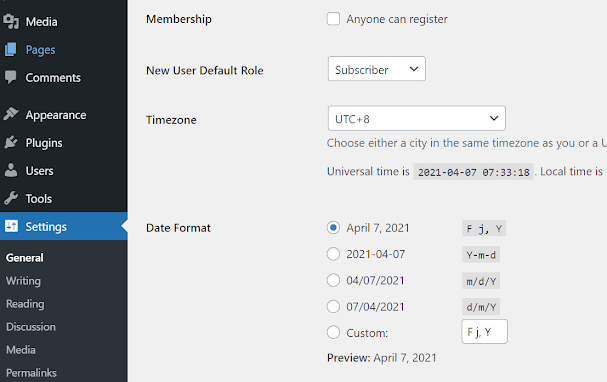 Media
Pages
Comments
Appearance
Plugins
Users
Tools
Settings
General
Writing
Reading
Discussion
Media
Permalinks
Membership
Anyone can register
New User Default Role
Subscriber
Timezone
UTC+8
Choose either a city in the same timezone as you or a U
Universal time is 2021-04-07 07:33:18 . Local time is
Date Format
April 7, 2021 F j, Y
2021-04-07 Y-m-d
04/07/2021 m/d/Y
07/04/2021 d/m/Y
Custom: F j, Y
Preview: April 7, 2021